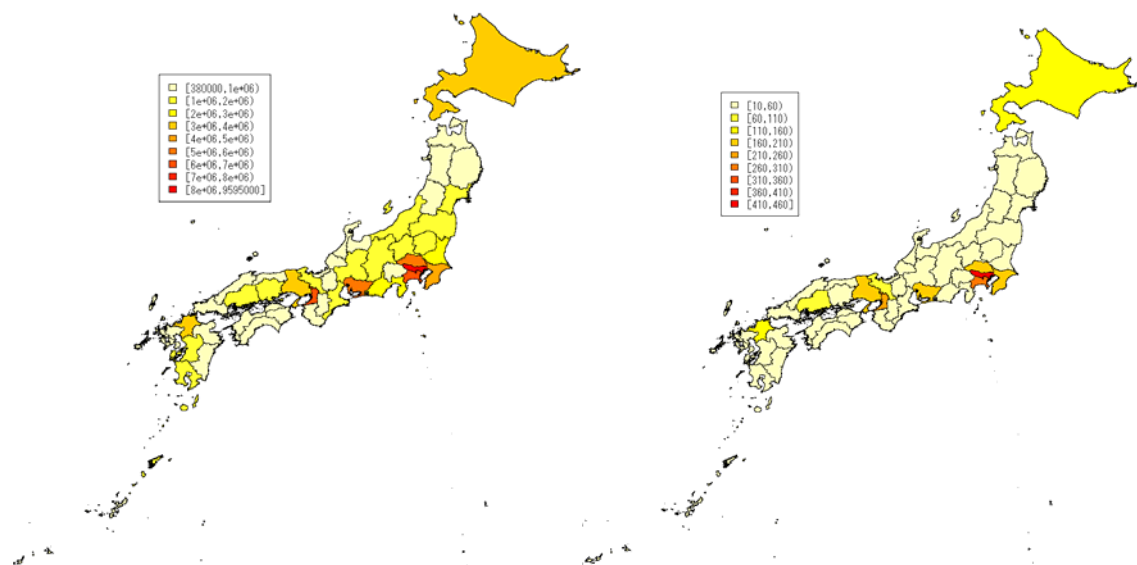 [380000,1e+06)
[1e+06,2e+06)
[2e+06,3e+06)
[3e+06,4e+06)
[4e+06,5e+06)
[5e+06,6e+06)
[6e+06,7e+06)
[7e+06,8e+06)
[8e+06,9595000]
[10,60)
[60,110)
[110,160)
[160,210)
[210,260)
[260,310)
[310,360)
[360,410)
[410,460]